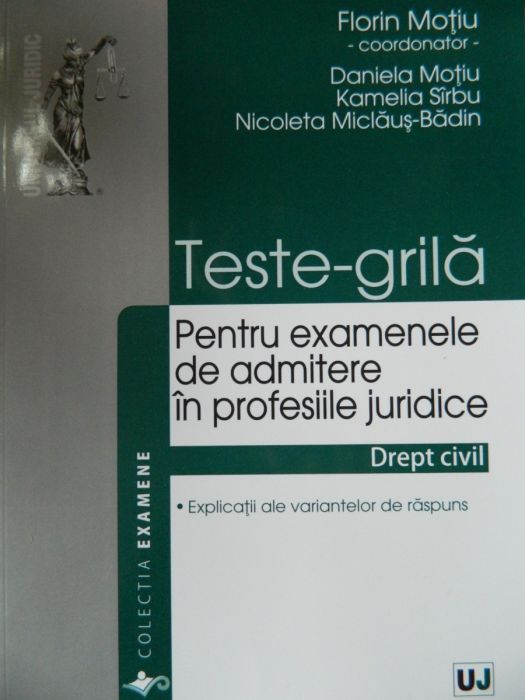 Florin Moțiu
- coordonator -
Daniela Moțiu
Kamelia Sîrbu
Nicoleta Miclăuș-Bădin
Teste-grilă
Pentru examenele
de admitere
în profesiile juridice
Drept civil
• Explicații ale variantelor de răspuns
COLECTIA EXAMENE
UJ